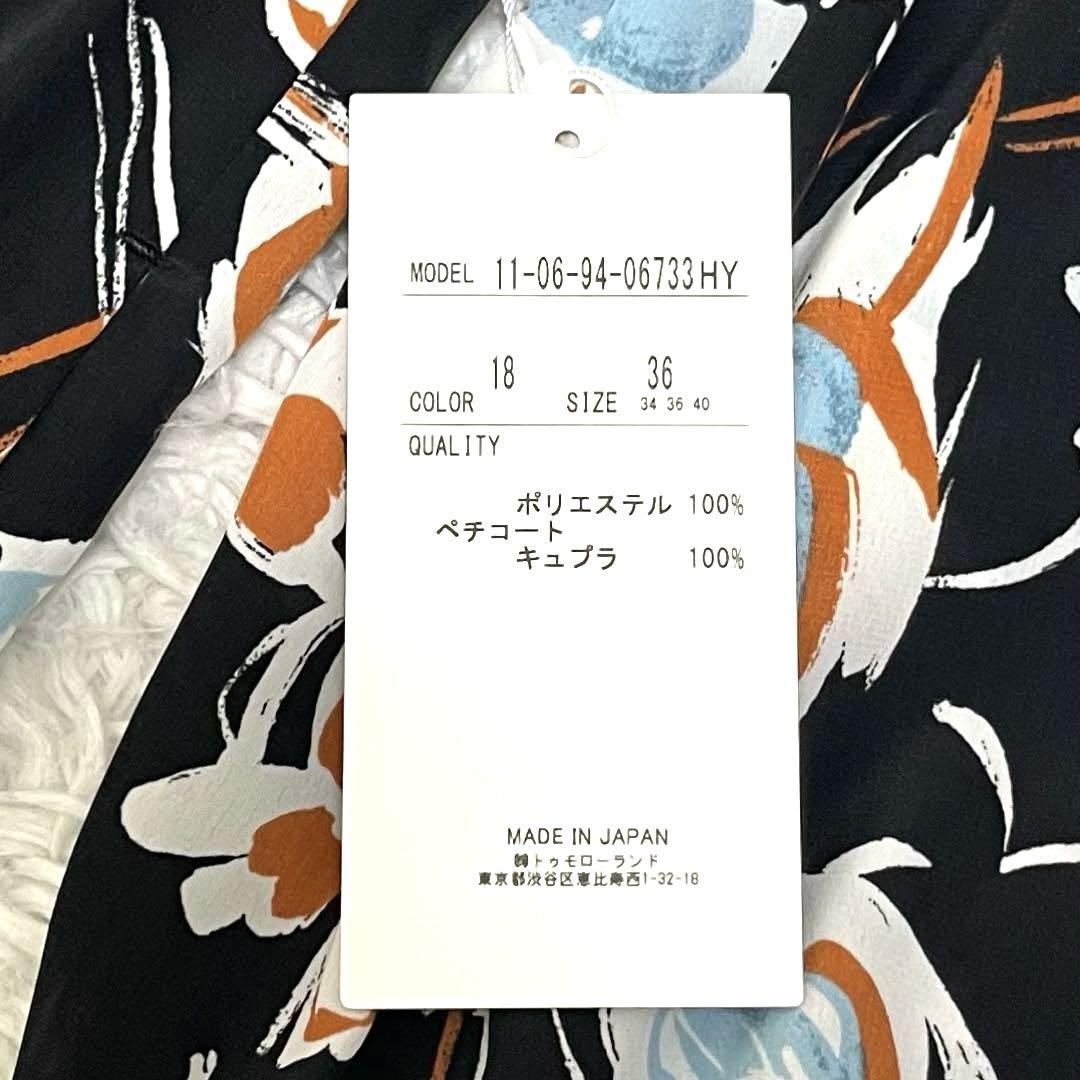 MODEL 11-06-94-06733HY
18 36
COLOR SIZE 34 36 40
QUALITY
ポリエステル 100%
ペチコート
キュプラ 100%
MADE IN JAPAN
㈱トゥモローランド
東京都渋谷区恵比寿西1-32-18